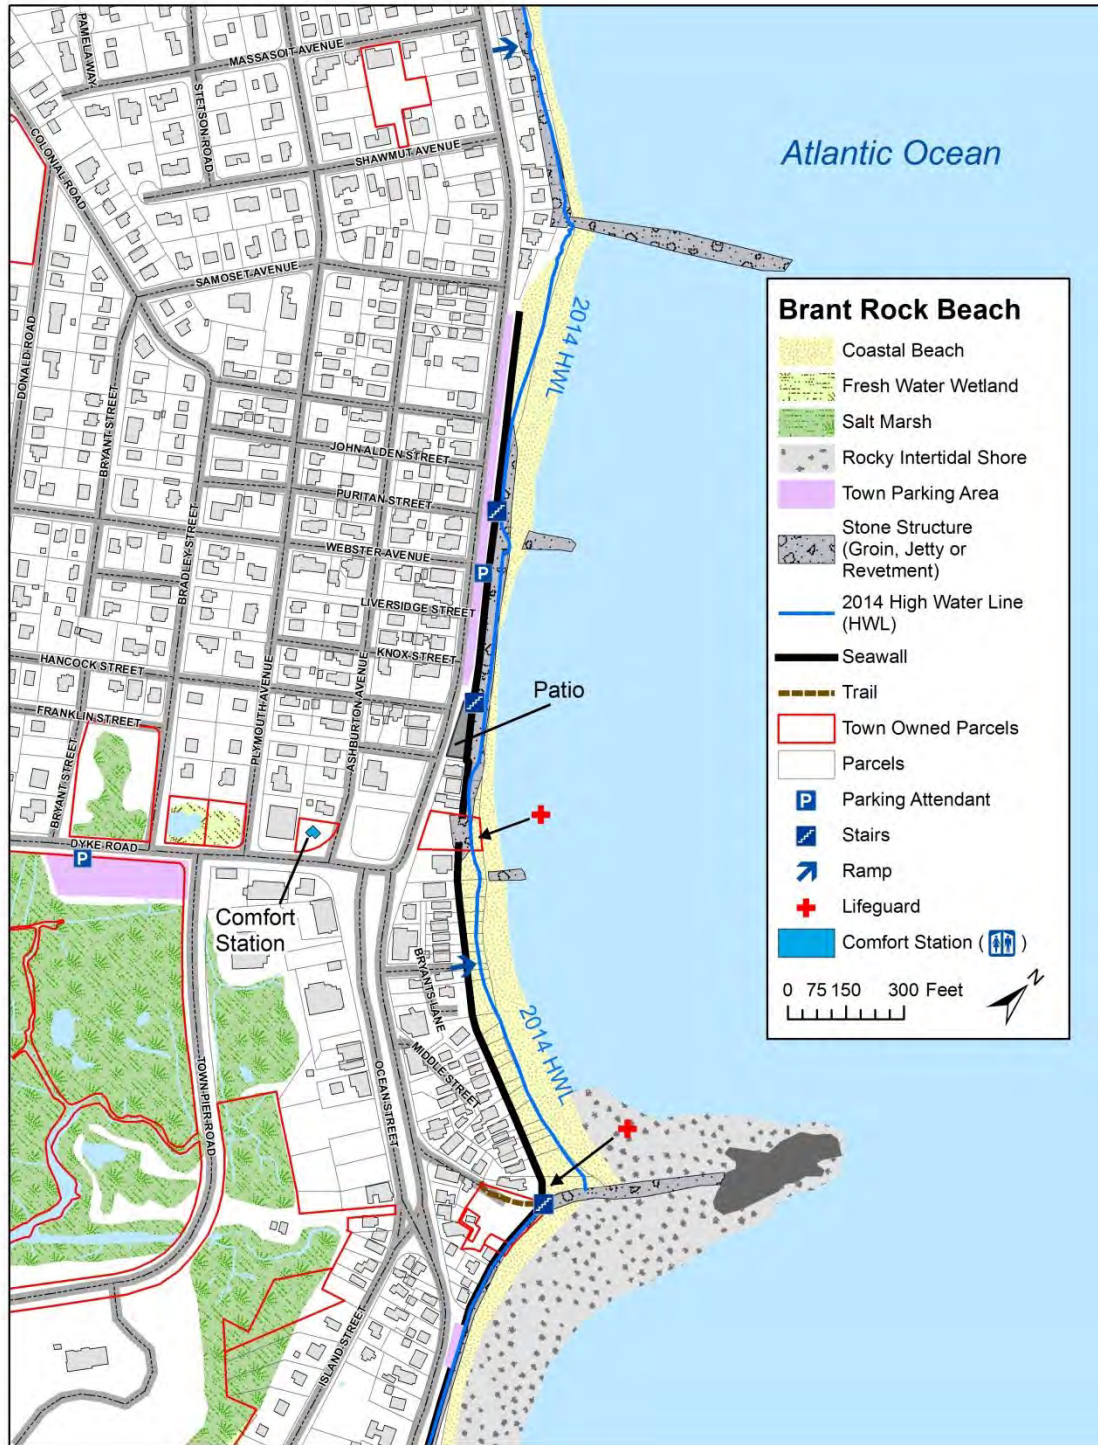 PAMELA WAY
MASSASOIT AVENUE
STETSON ROAD
COLONIAL ROAD
SHAWMUT AVENUE
Atlantic Ocean
SAMOSET AVENUE
2014 HWL
DONALD ROAD
BRYANT STREET
JOHN ALDEN STREET
PURITAN STREET
BRADLEY STREET
WEBSTER AVENUE
P
LIVERSIDGE STREET
KNOX STREET
HANCOCK STREET
FRANKLIN STREET
PLYMOUTH AVENUE
ASHBURTON AVENUE
Patio
BRYANT STREET
DYKE ROAD
P
Comfort
Station
BRYANTS LANE
MIDDLE STREET
2014 HWL
OCEAN STREET
TOWN PIER ROAD
ISLAND STREET
Brant Rock Beach
Coastal Beach
Fresh Water Wetland
Salt Marsh
Rocky Intertidal Shore
Town Parking Area
Stone Structure
(Groin, Jetty or
Revetment)
2014 High Water Line
(HWL)
Seawall
Trail
Town Owned Parcels
Parcels
P Parking Attendant
Stairs
Ramp
Lifeguard
Comfort Station ( )
0 75 150 300 Feet
N